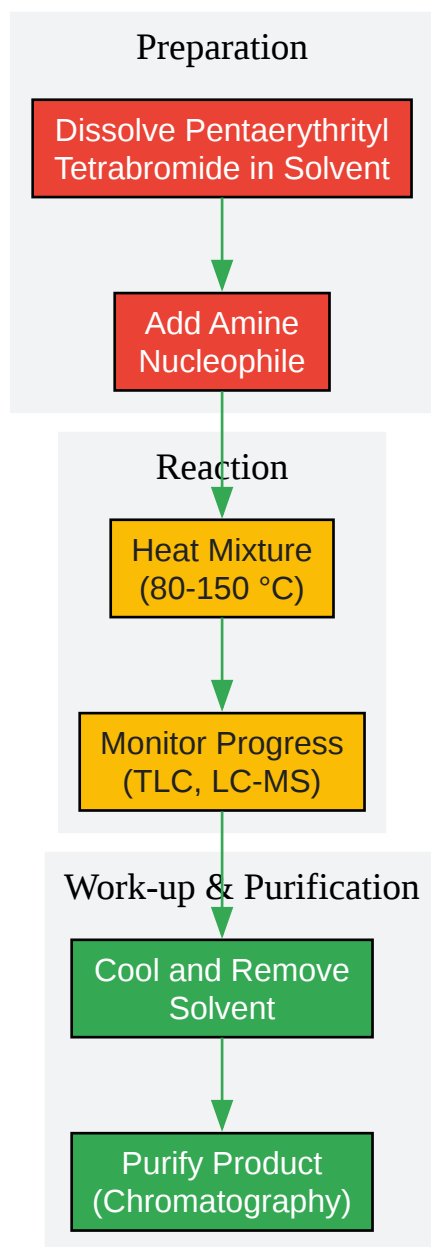 Preparation
Dissolve Pentaerythrityl
Tetrabromide in Solvent
Add Amine
Nucleophile
Reaction
Heat Mixture
(80-150 °C)
Monitor Progress
(TLC, LC-MS)
Work-up & Purification
Cool and Remove
Solvent
Purify Product
(Chromatography)